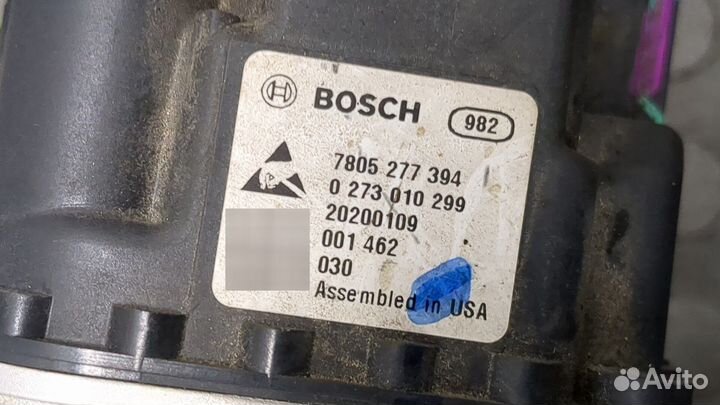 BOSCH
982
7805 277 394
0 273 010 299
20200109
001 462
030
Assembled in USA
Avito